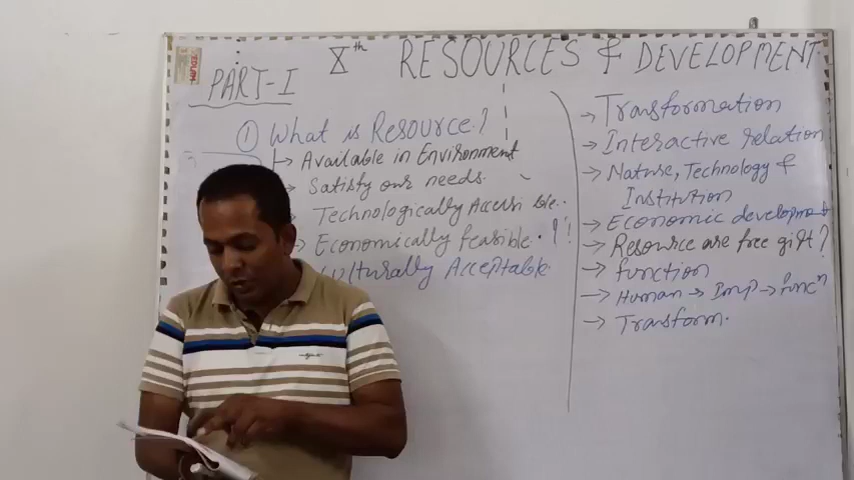 Xth RESOURCES & DEVELOPMENT
PART-I
① What is Resource?
→ Available in Environment
→ Satisfy our needs.
Technologically Accessible..
Economically feasible. !!
Culturally Acceptable
→ Transformation
→ Interactive relation
→ Nature, Technology &
Institution
→ Economic development
→ Resource are free gift?
→ function
→ Human → Imp → funcn
→ Transform.